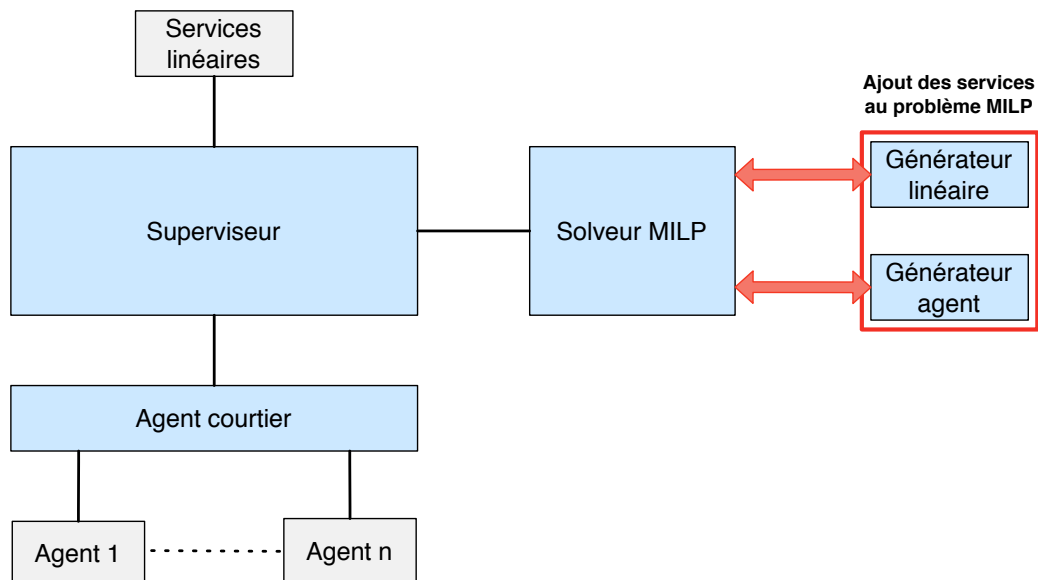 Services
linéaires
Ajout des services
au problème MILP
Générateur
linéaire
Superviseur
Solveur MILP
Générateur
agent
Agent courtier
Agent 1
Agent n